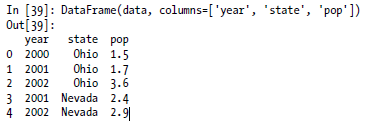 In [39]: DataFrame(data, columns=['year', 'state', 'pop'])
Out[39]:
   year   state  pop
0  2000    Ohio  1.5
1  2001    Ohio  1.7
2  2002    Ohio  3.6
3  2001  Nevada  2.4
4  2002  Nevada  2.9